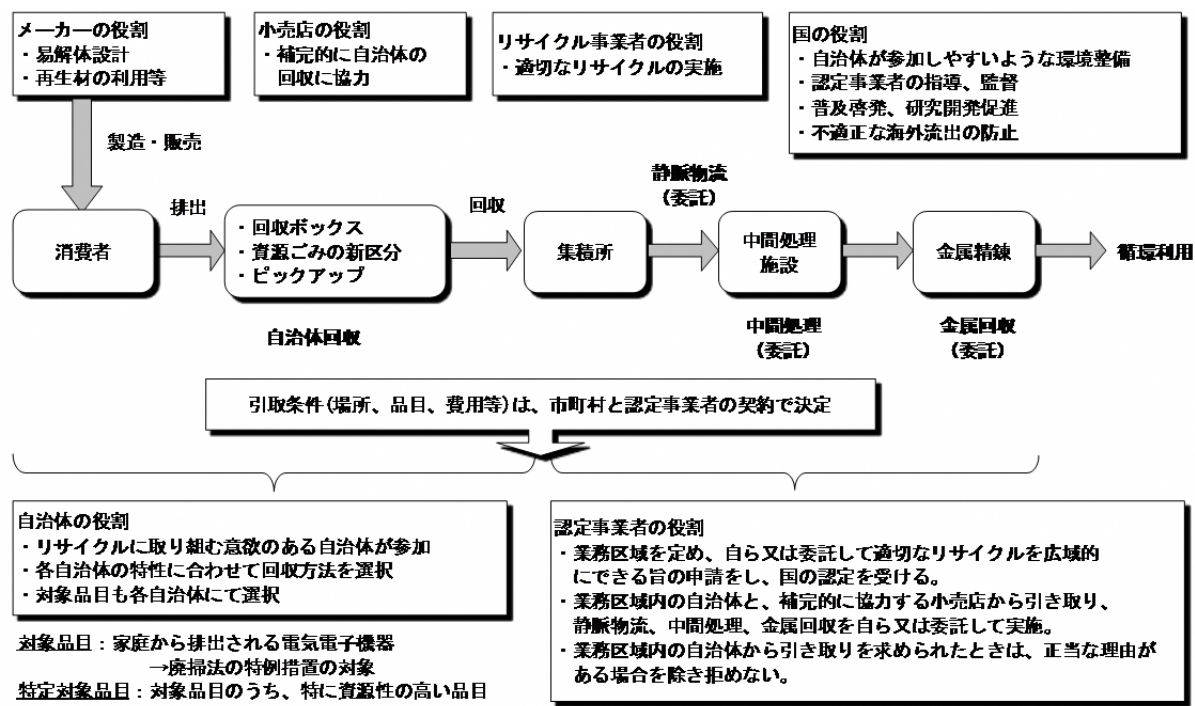 メーカーの役割
・易解体設計
・再生材の利用等
小売店の役割
・補完的に自治体の
回収に協力
リサイクル事業者の役割
・適切なリサイクルの実施
国の役割
・自治体が参加しやすいような環境整備
・認定事業者の指導、監督
・普及啓発、研究開発促進
・不適正な海外流出の防止
製造・販売
消費者
排出
・回収ボックス
・資源ごみの新区分
・ピックアップ
自治体回収
回収
集積所
静脈物流
(委託)
中間処理
施設
中間処理
(委託)
金属精錬
金属回収
(委託)
循環利用
引取条件(場所、品目、費用等)は、市町村と認定事業者の契約で決定
自治体の役割
・リサイクルに取り組む意欲のある自治体が参加
・各自治体の特性に合わせて回収方法を選択
・対象品目も各自治体にて選択
対象品目：家庭から排出される電気電子機器
→廃掃法の特例措置の対象
特定対象品目：対象品目のうち、特に資源性の高い品目
認定事業者の役割
・業務区域を定め、自ら又は委託して適切なリサイクルを広域的
にできる旨の申請をし、国の認定を受ける。
・業務区域内の自治体と、補完的に協力する小売店から引き取り、
静脈物流、中間処理、金属回収を自ら又は委託して実施。
・業務区域内の自治体から引き取りを求められたときは、正当な理由が
ある場合を除き拒めない。